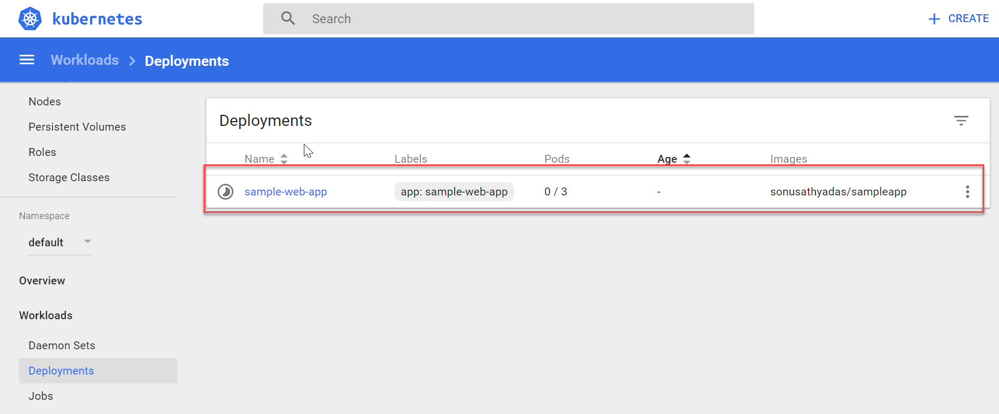 kubernetes
Search
CREATE
Workloads
Deployments
Nodes
Persistent Volumes
Roles
Storage Classes
Namespace
default
Overview
Workloads
Daemon Sets
Deployments
Jobs
Deployments
Name Labels Pods Age Images
sample-web-app app: sample-web-app 0 / 3 - sonusathyadas/sampleapp